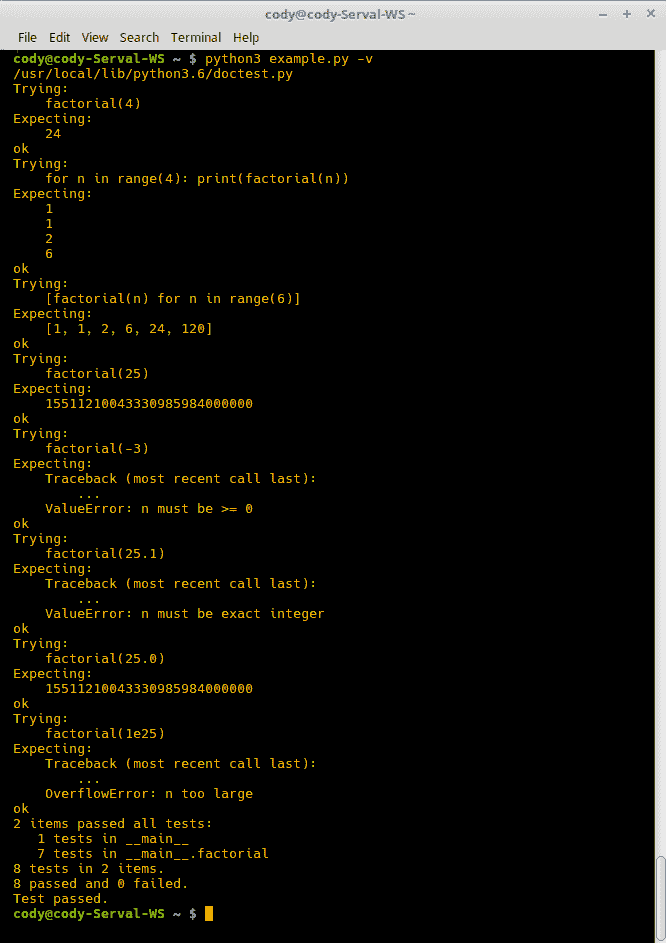 cody@cody-Serval-WS ~
File Edit View Search Terminal Help
cody@cody-Serval-WS ~ $ python3 example.py -v
/usr/local/lib/python3.6/doctest.py
Trying:
    factorial(4)
Expecting:
    24
ok
Trying:
    for n in range(4): print(factorial(n))
Expecting:
    1
    1
    2
    6
ok
Trying:
    [factorial(n) for n in range(6)]
Expecting:
    [1, 1, 2, 6, 24, 120]
ok
Trying:
    factorial(25)
Expecting:
    15511210043330985984000000
ok
Trying:
    factorial(-3)
Expecting:
    Traceback (most recent call last):
        ...
    ValueError: n must be >= 0
ok
Trying:
    factorial(25.1)
Expecting:
    Traceback (most recent call last):
        ...
    ValueError: n must be exact integer
ok
Trying:
    factorial(25.0)
Expecting:
    15511210043330985984000000
ok
Trying:
    factorial(1e25)
Expecting:
    Traceback (most recent call last):
        ...
    OverflowError: n too large
ok
2 items passed all tests:
   1 tests in __main__
   7 tests in __main__.factorial
8 tests in 2 items.
8 passed and 0 failed.
Test passed.
cody@cody-Serval-WS ~ $